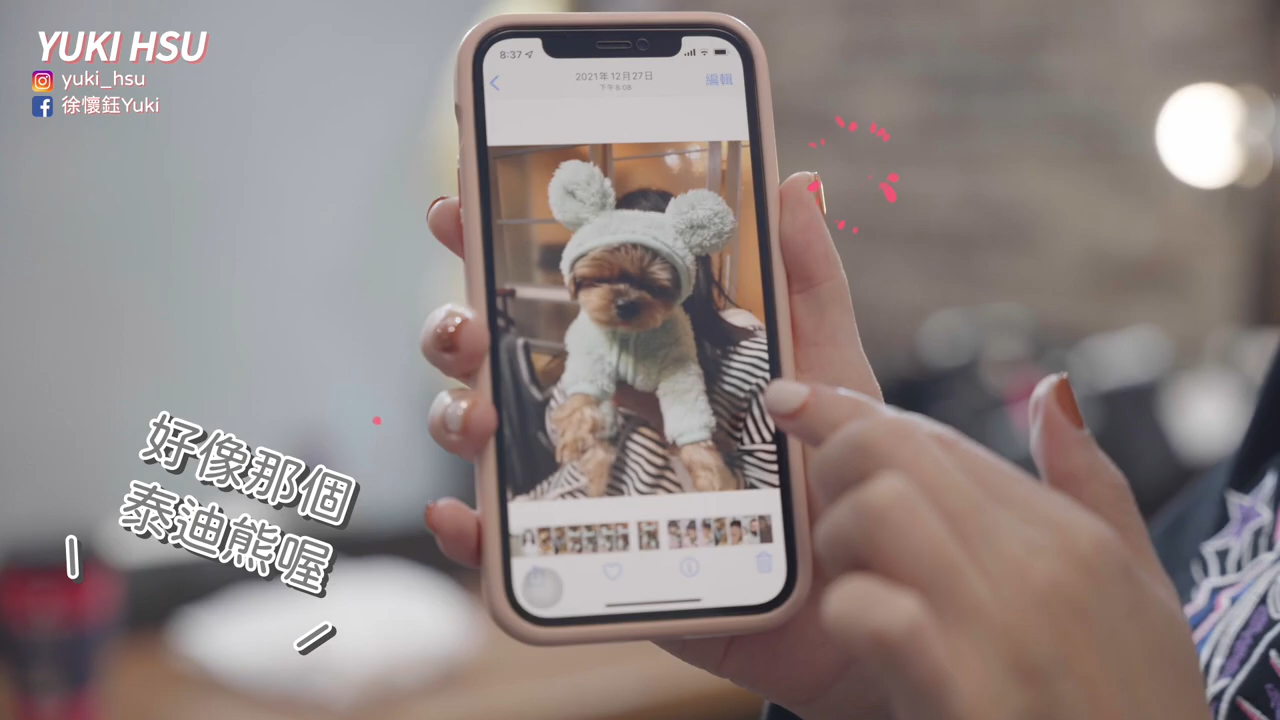 YUKI HSU
yuki_hsu
徐懷鈺Yuki
8:37
2021年12月27日
下午8:08
編輯
好像那個
泰迪熊喔